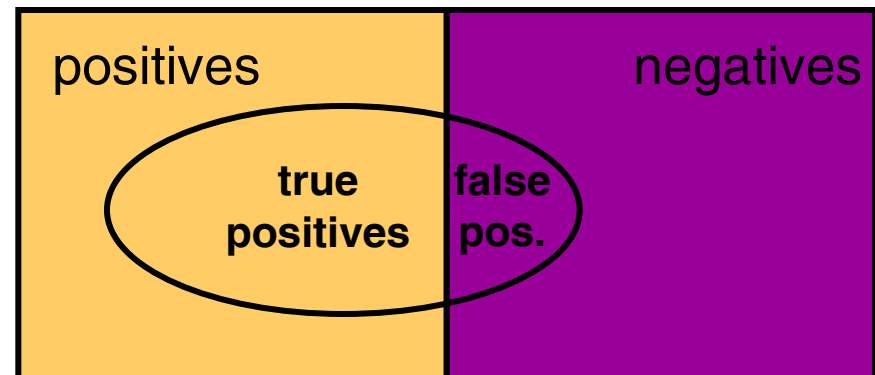 positives
negatives
true
positives
false
pos.